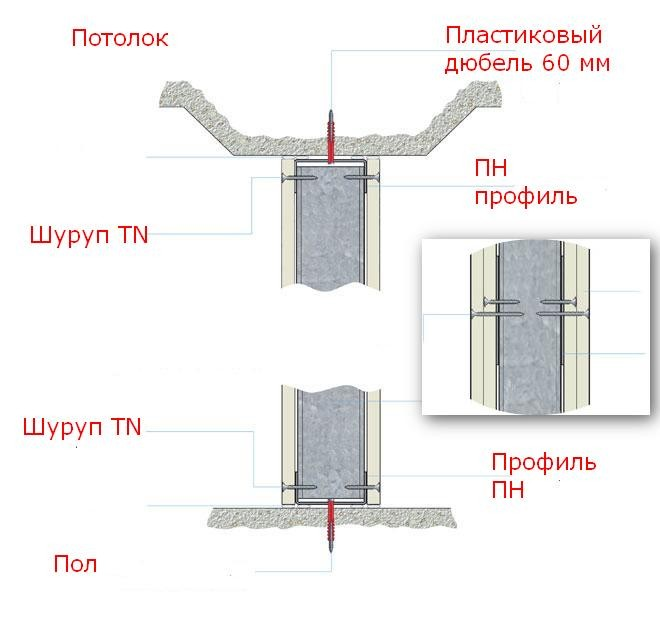 Потолок
Пластиковый
дюбель 60 мм
ПН
профиль
Шуруп TN
Шуруп TN
Профиль
ПН
Пол